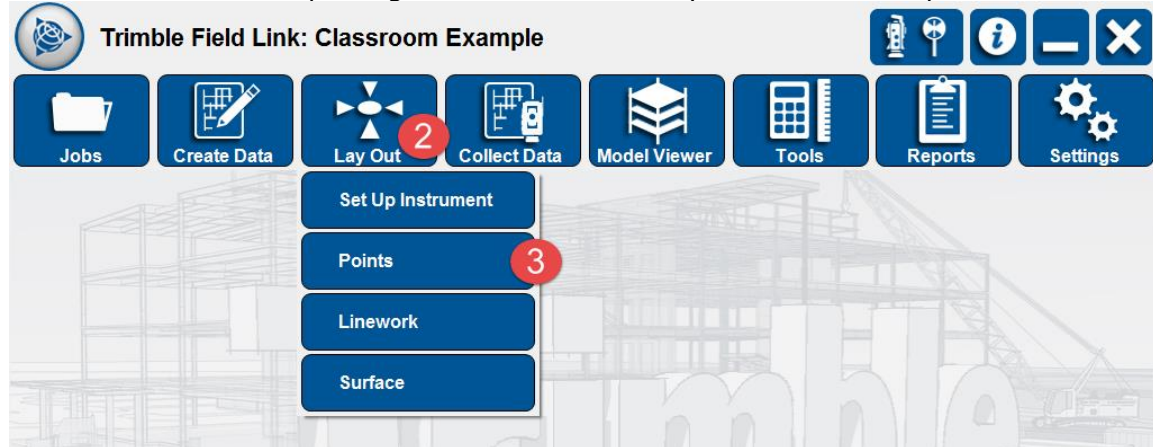 Trimble Field Link: Classroom Example
Jobs
Create Data
Lay Out
2
Collect Data
Model Viewer
Tools
Reports
Settings
Set Up Instrument
Points
3
Linework
Surface
Trimble